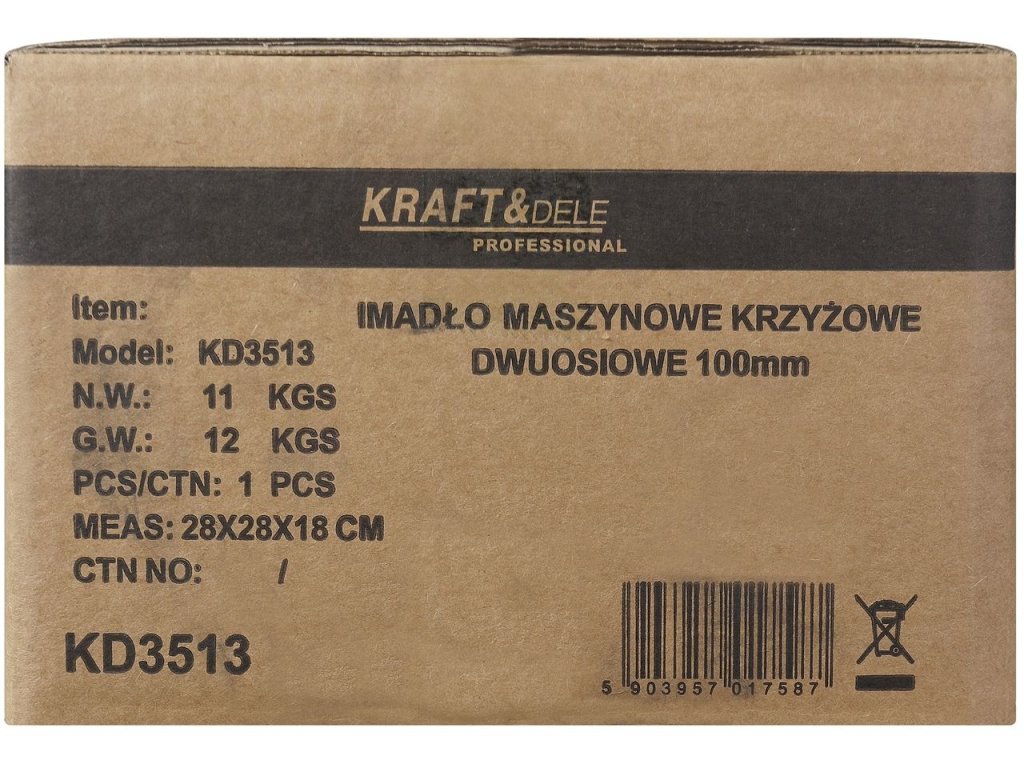 KRAFT&DELE
PROFESSIONAL
Item: IMADŁO MASZYNOWE KRZYŻOWE
DWUOSIOWE 100mm
Model: KD3513
N.W.: 11 KGS
G.W.: 12 KGS
PCS/CTN: 1 PCS
MEAS: 28X28X18 CM
CTN NO: /
KD3513
5 903957 017587